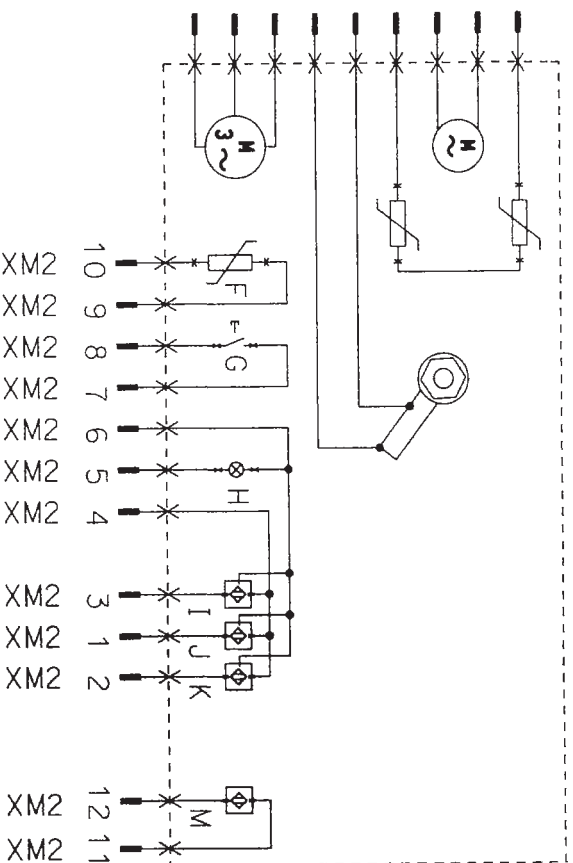 M
3 ~
M
~
XM2 10
F
XM2 9
XM2 8
G
XM2 7
XM2 6
XM2 5
H
XM2 4
XM2 3
I
XM2 1
J
XM2 2
K
XM2 12
M
XM2 11